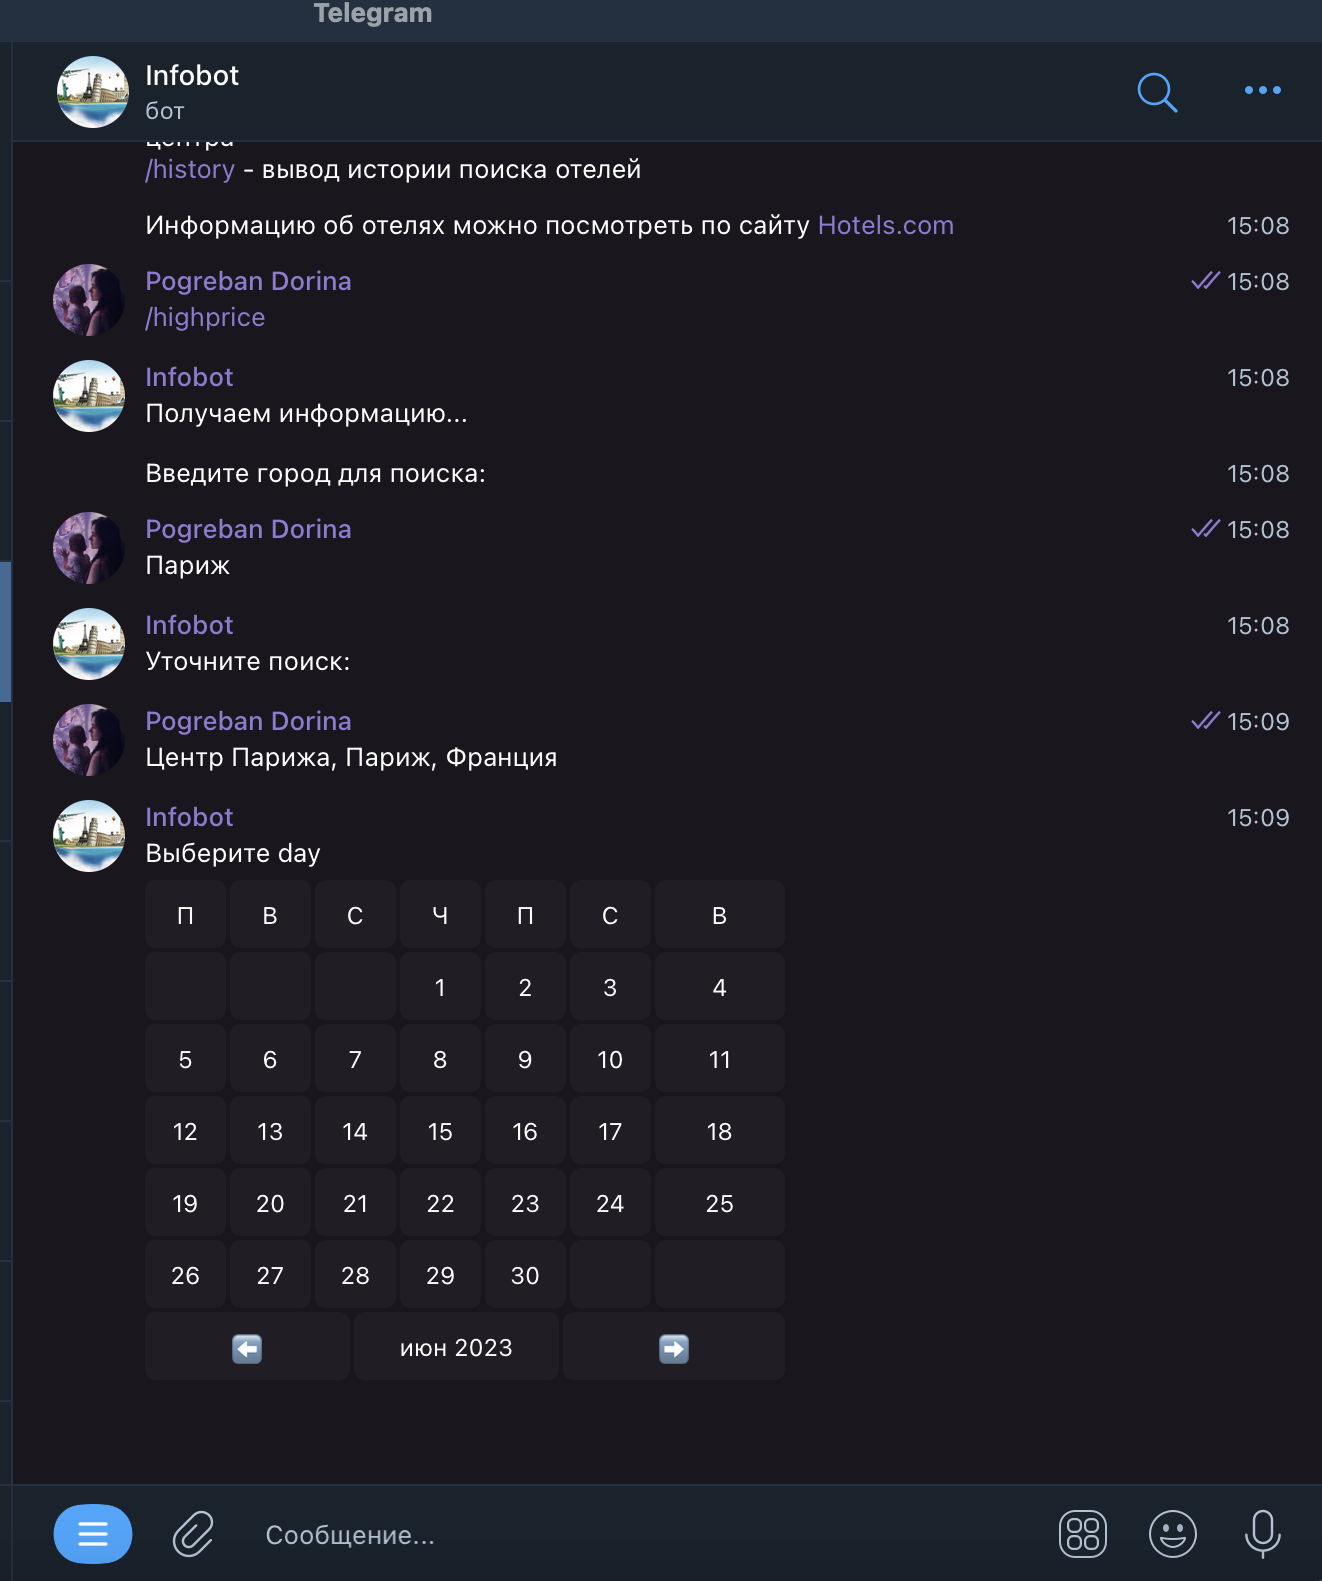 Telegram
Infobot
бот
центра
/history - вывод истории поиска отелей
Информацию об отелях можно посмотреть по сайту Hotels.com 15:08
Pogreban Dorina 15:08
/highprice
Infobot 15:08
Получаем информацию...
Введите город для поиска: 15:08
Pogreban Dorina 15:08
Париж
Infobot 15:08
Уточните поиск:
Pogreban Dorina 15:09
Центр Парижа, Париж, Франция
Infobot 15:09
Выберите day
П В С Ч П С В
1 2 3 4
5 6 7 8 9 10 11
12 13 14 15 16 17 18
19 20 21 22 23 24 25
26 27 28 29 30
июн 2023
Сообщение...